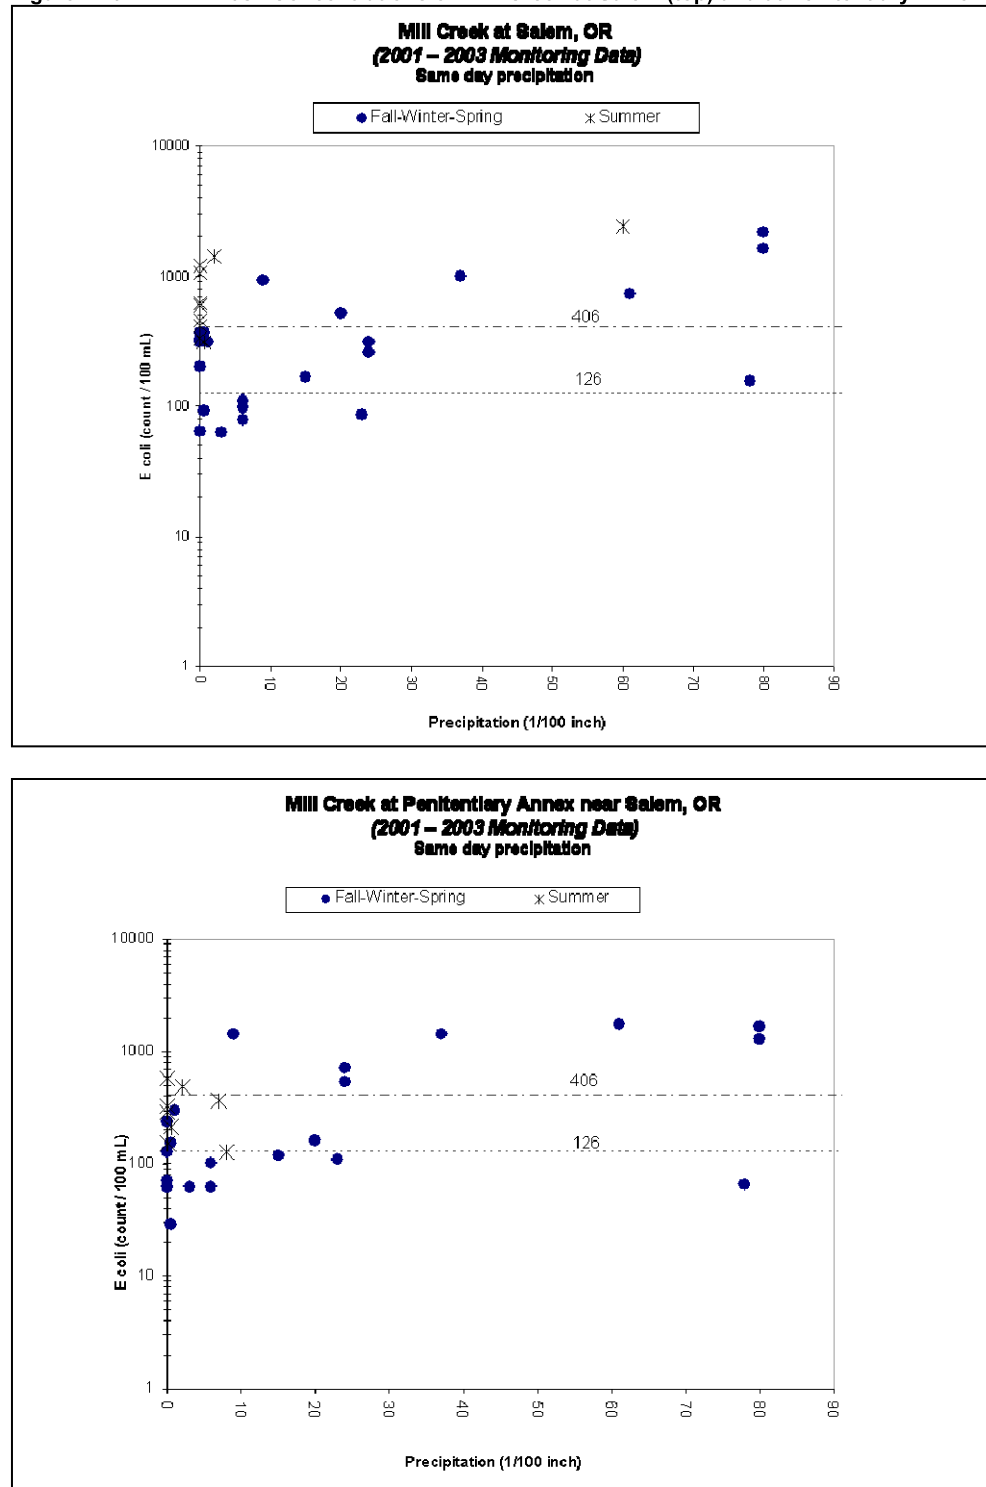 Mill Creek at Salem, OR
(2001 – 2003 Monitoring Data)
Same day precipitation
Fall-Winter-Spring
Summer
10000
1000
100
10
1
E coli (count / 100 mL)
406
126
0
10
20
30
40
50
60
70
80
90
Precipitation (1/100 inch)
Mill Creek at Penitentiary Annex near Salem, OR
(2001 – 2003 Monitoring Data)
Same day precipitation
Fall-Winter-Spring
Summer
10000
1000
100
10
1
E coli (count / 100 mL)
406
126
0
10
20
30
40
50
60
70
80
90
Precipitation (1/100 inch)